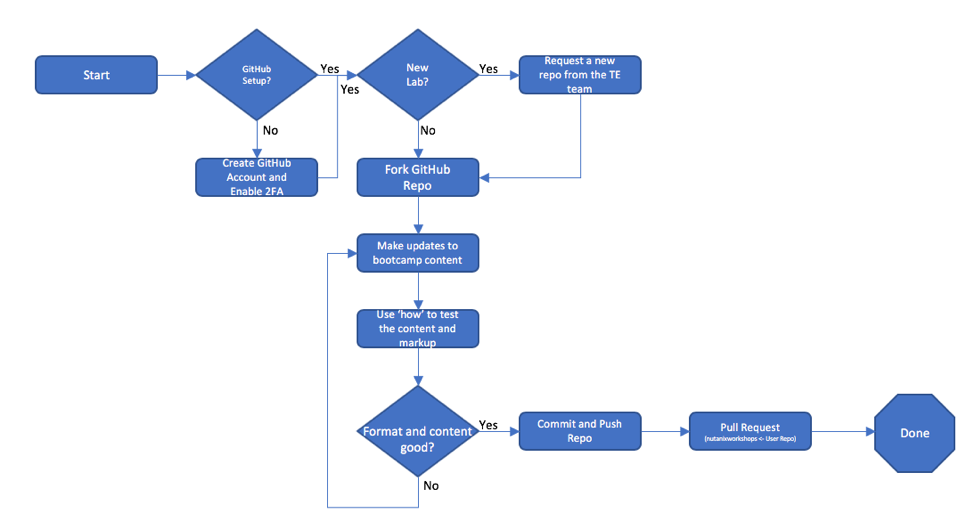 Start
GitHub
Setup?
Yes
Yes
New
Lab?
Yes
Request a new
repo from the TE
team
No
No
Create GitHub
Account and
Enable 2FA
Fork GitHub
Repo
Make updates to
bootcamp content
Use ‘how’ to test
the content and
markup
Format and content
good?
Yes
Commit and Push
Repo
Pull Request
(nutanixworkshops <- User Repo)
Done
No